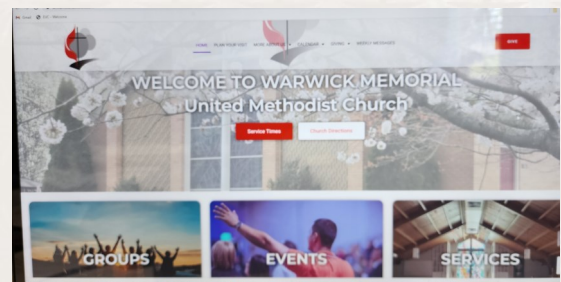 HOME PLAN YOUR VISIT
GIVE
WELCOME TO WARWICK MEMORIAL
United Methodist Church
Service Times
Church Directions
GROUPS
EVENTS
SERVICES